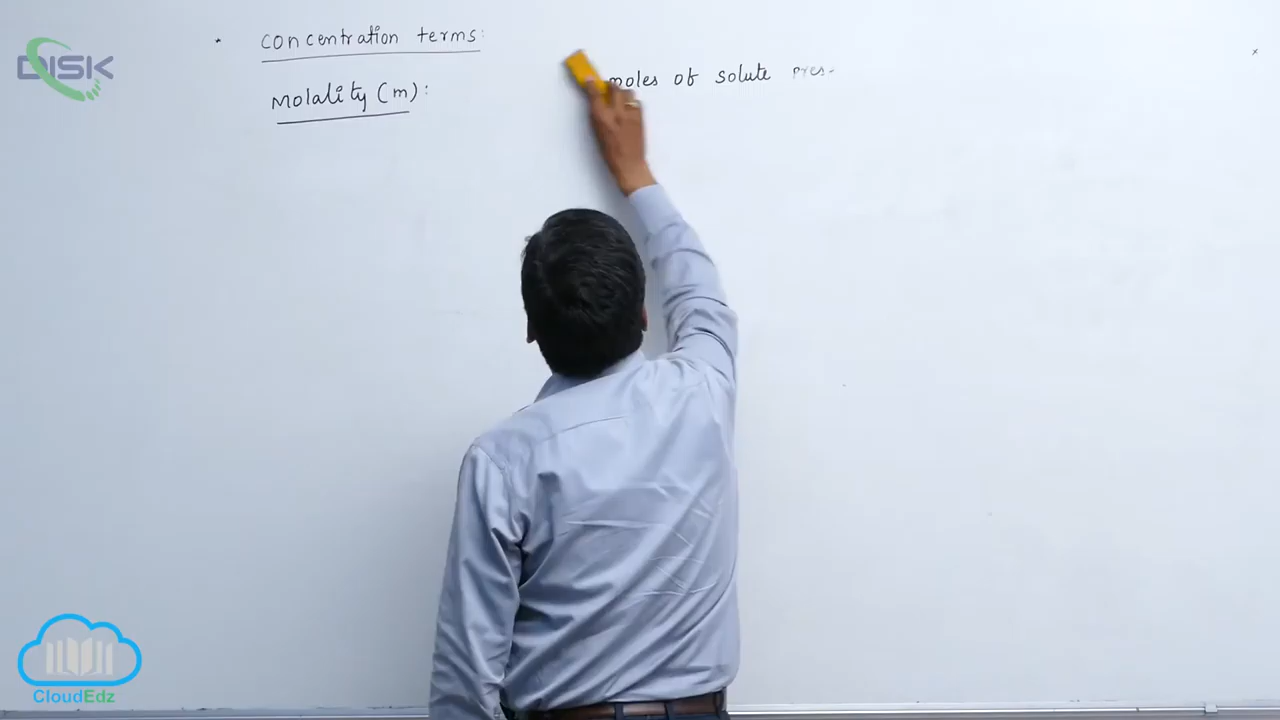 DISK
Concentration terms:
Molality (m): moles of solute pres
CloudEdz